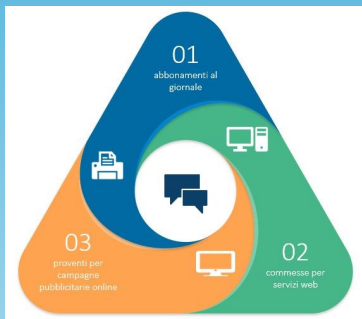 01
abbonamenti al
giornale
02
commesse per
servizi web
03
proventi per
campagne
pubblicitarie online